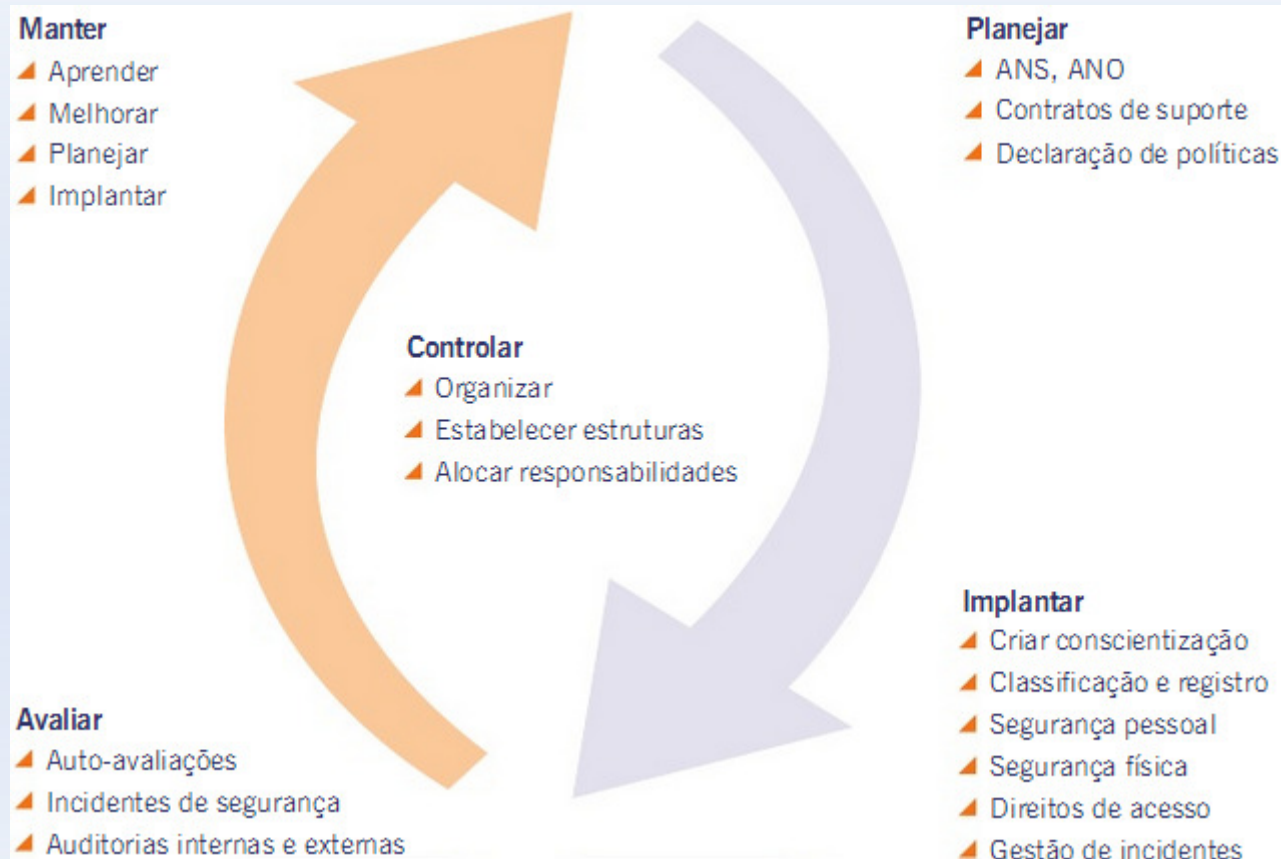 Manter
Aprender
Melhorar
Planejar
Implantar
Planejar
ANS, ANO
Contratos de suporte
Declaração de políticas
Controlar
Organizar
Estabelecer estruturas
Alocar responsabilidades
Avaliar
Auto-avaliações
Incidentes de segurança
Auditorias internas e externas
Implantar
Criar conscientização
Classificação e registro
Segurança pessoal
Segurança física
Direitos de acesso
Gestão de incidentes